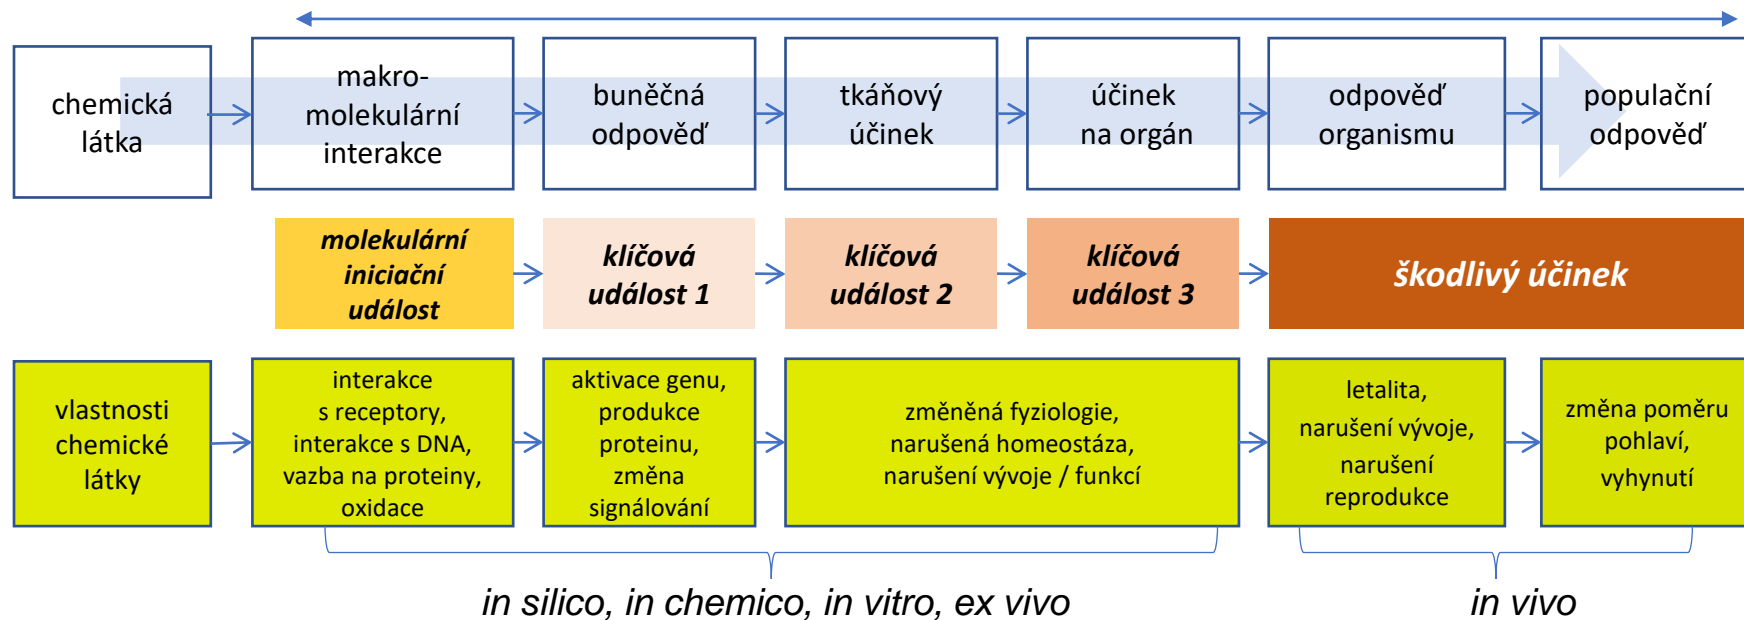 chemická
látka
makro-
molekulární
interakce
buněčná
odpověď
tkáňový
účinek
účinek
na orgán
odpověď
organismu
populační
odpověď
molekulární
iniciační
událost
klíčová
událost 1
klíčová
událost 2
klíčová
událost 3
škodlivý účinek
vlastnosti
chemické
látky
interakce
s receptory,
interakce s DNA,
vazba na proteiny,
oxidace
aktivace genu,
produkce
proteinu,
změna
signálování
změněná fyziologie,
narušená homeostáza,
narušení vývoje / funkcí
letalita,
narušení vývoje,
narušení
reprodukce
změna poměru
pohlaví,
vyhynutí
in silico, in chemico, in vitro, ex vivo
in vivo